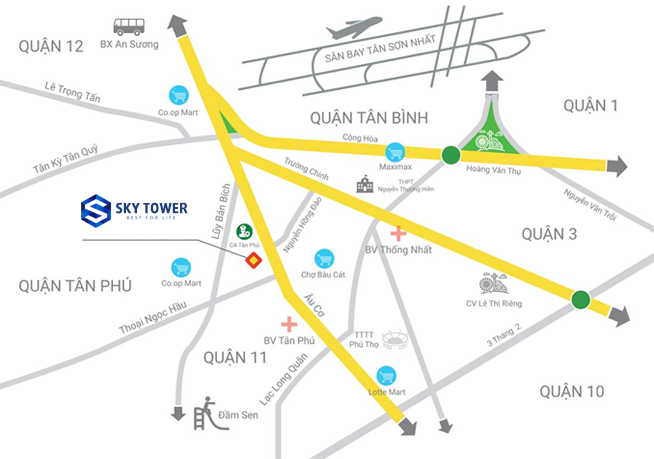 QUẬN 12
BX An Sương
SÂN BAY TÂN SƠN NHẤT
Lê Trọng Tấn
Co.op Mart
QUẬN TÂN BÌNH
QUẬN 1
Cộng Hòa
Maximax
Hoàng Văn Thụ
Tân Kỳ Tân Quý
Trường Chinh
THPT
Nguyễn Thượng Hiền
Nguyễn Văn Trỗi
SKY TOWER
BEST FOR LIFE
Lũy Bán Bích
CA Tân Phú
Nguyễn Hồng Đào
BV Thống Nhất
QUẬN 3
Co.op Mart
Chợ Bàu Cát
QUẬN TÂN PHÚ
CV Lê Thị Riêng
Thoại Ngọc Hầu
Âu Cơ
BV Tân Phú
TTTT
Phú Thọ
3 Tháng 2
QUẬN 11
Lạc Long Quân
Lotte Mart
QUẬN 10
Đầm Sen